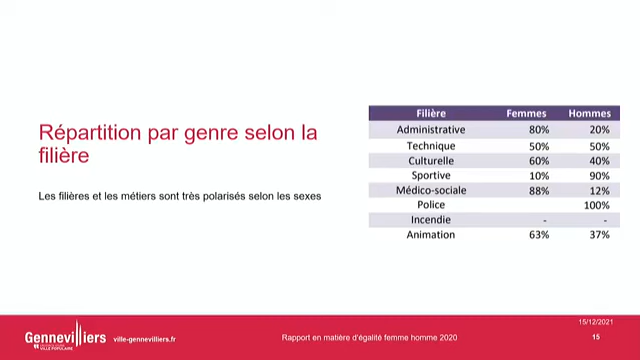 Répartition par genre selon la
filière
Les filières et les métiers sont très polarisés selon les sexes
Filière Femmes Hommes
Administrative 80% 20%
Technique 50% 50%
Culturelle 60% 40%
Sportive 10% 90%
Médico-sociale 88% 12%
Police 100%
Incendie - -
Animation 63% 37%
15/12/2021
Gennevilliers
VILLE POPULAIRE
ville-gennevilliers.fr
Rapport en matière d'égalité femme homme 2020
15